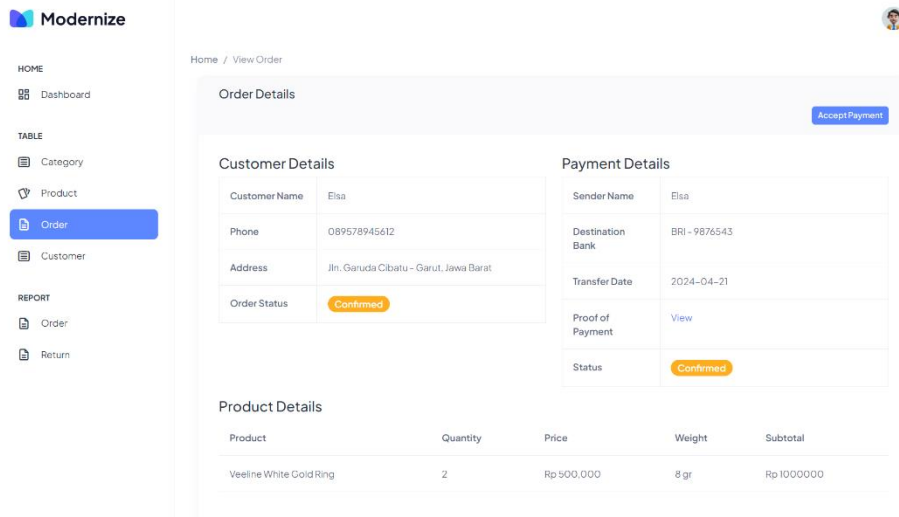 Modernize
HOME
Dashboard
TABLE
Category
Product
Order
Customer
REPORT
Order
Return
Home / View Order
Order Details
Accept Payment
Customer Details
Customer Name Elsa
Phone 089578945612
Address Jln. Garuda Cibatu - Garut, Jawa Barat
Order Status Confirmed
Payment Details
Sender Name Elsa
Destination Bank BRI - 9876543
Transfer Date 2024-04-21
Proof of Payment View
Status Confirmed
Product Details
Product Quantity Price Weight Subtotal
Veeline White Gold Ring 2 Rp 500.000 8 gr Rp 1000000